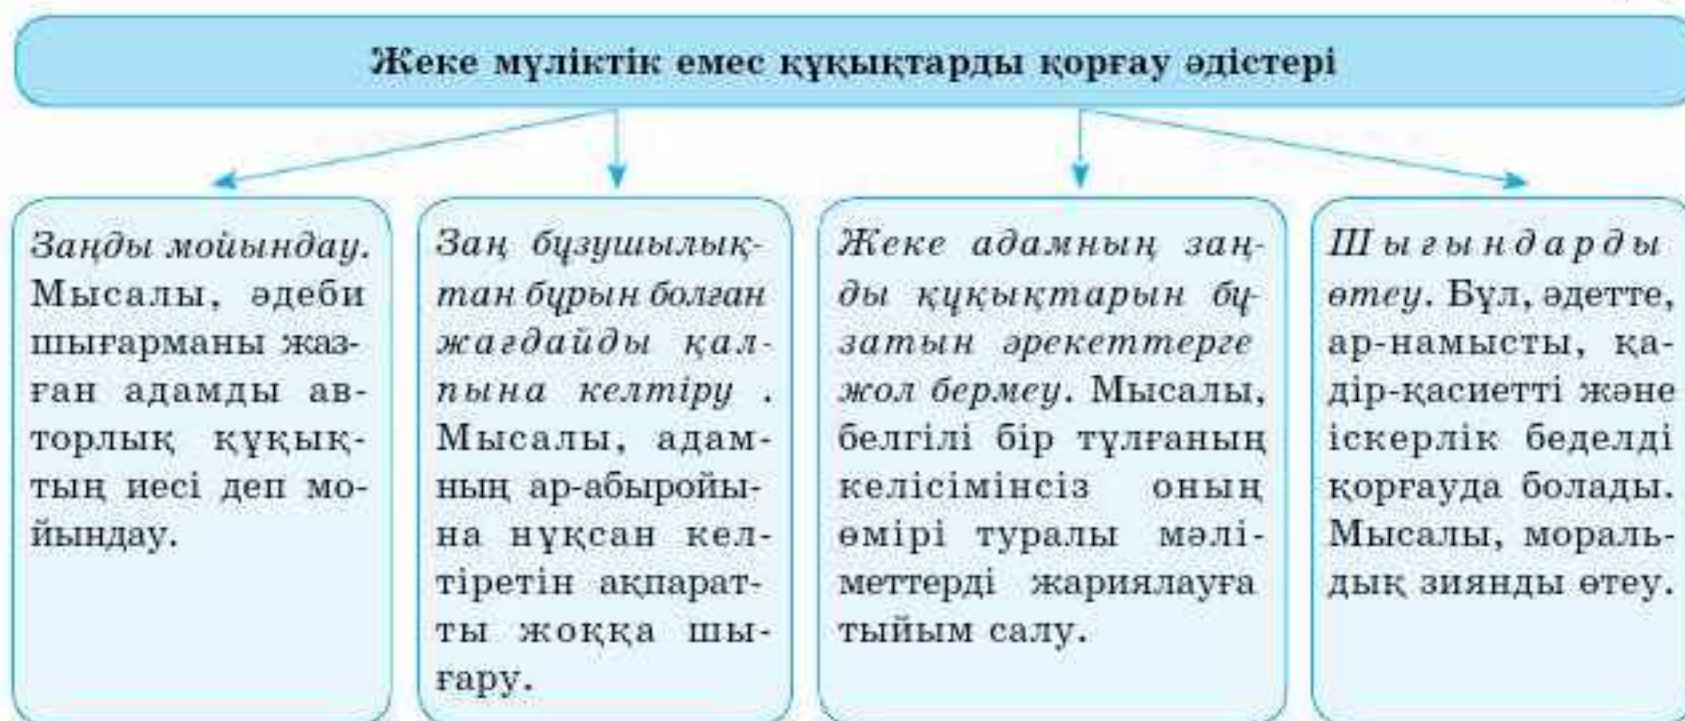 Жеке мүліктік емес құқықтарды қорғау әдістері
Заңды мойындау.
Мысалы, әдеби
шығарманы жаз-
ған адамды ав-
торлық құқық-
тың иесі деп мо-
йындау.
Заң бұзушылық-
тан бұрын болған
жағдайды қал-
пына келтіру .
Мысалы, адам-
ның ар-абыройы-
на нұқсан кел-
тіретін ақпарат-
ты жоққа шы-
ғару.
Жеке адамның заң-
ды құқықтарын бұ-
затын әрекеттерге
жол бермеу. Мысалы,
белгілі бір тұлғаның
келісімінсіз оның
өмірі туралы мәлі-
меттерді жариялауға
тыйым салу.
Шығындарды
өтеу. Бұл, әдетте,
ар-намысты, қа-
дір-қасиетті және
іскерлік беделді
қорғауда болады.
Мысалы, мораль-
дық зиянды өтеу.